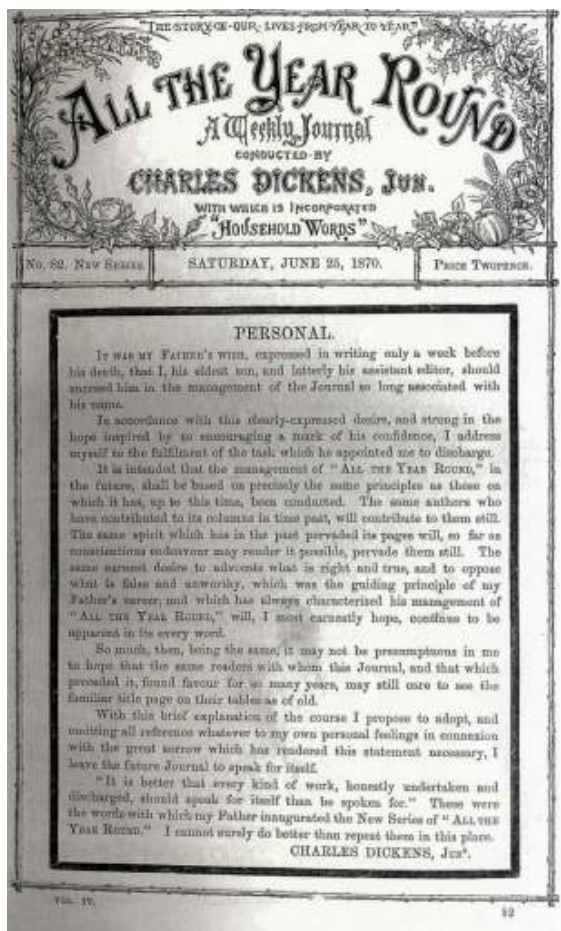 "THE STORY OF OUR LIVES FROM YEAR TO YEAR"
ALL THE YEAR ROUND
A Weekly Journal
CONDUCTED BY
CHARLES DICKENS, JUN.
WITH WHICH IS INCORPORATED
"HOUSEHOLD WORDS"
No. 82. NEW SERIES
SATURDAY, JUNE 25, 1870.
PRICE TWOPENCE.
PERSONAL.
IT WAS MY FATHER'S WISH, expressed in writing only a week before
his death, that I, his eldest son, and latterly his assistant editor, should
succeed him in the management of the Journal so long associated with
his name.
In accordance with this clearly-expressed desire, and strong in the
hope inspired by so encouraging a mark of his confidence, I address
myself to the fulfilment of the task which he appointed me to discharge.
It is intended that the management of "ALL THE YEAR ROUND," in
the future, shall be based on precisely the same principles as those on
which it has, up to this time, been conducted. The same authors who
have contributed to its columns in time past, will contribute to them still.
The same spirit which has in the past pervaded its pages will, so far as
conscientious endeavour may render it possible, pervade them still. The
same earnest desire to advocate what is right and true, and to oppose
what is false and unworthy, which was the guiding principle of my
Father's career, and which has always characterised his management of
"ALL THE YEAR ROUND," will, I most earnestly hope, continue to be
apparent in its every word.
So much, then, being the same, it may not be presumptuous in me
to hope that the same readers with whom this Journal, and that which
preceded it, found favour for so many years, may still care to see the
familiar title page on their tables as of old.
With this brief explanation of the course I propose to adopt, and
omitting all reference whatever to my own personal feelings in connexion
with the great sorrow which has rendered this statement necessary, I
leave the future Journal to speak for itself.
"It is better that every kind of work, honestly undertaken and
discharged, should speak for itself than be spoken for." These were
the words with which my Father inaugurated the New Series of "ALL THE
YEAR ROUND." I cannot surely do better than repeat them in this place.
CHARLES DICKENS, JUNR.
VOL. IV.
82